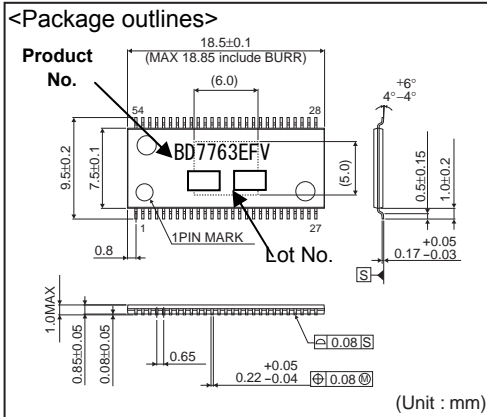 <Package outlines>
18.5±0.1
(MAX 18.85 include BURR)
Product
No.
(6.0)
+6°
4°−4°
54
28
BD7763EFV
9.5±0.2
7.5±0.1
(5.0)
0.5±0.15
1.0±0.2
1
27
1PIN MARK
Lot No.
0.8
+0.05
0.17 −0.03
S
1.0MAX
0.85±0.05
0.08±0.05
0.65
0.08 S
+0.05
0.22 −0.04
⌖ 0.08 Ⓜ
(Unit : mm)